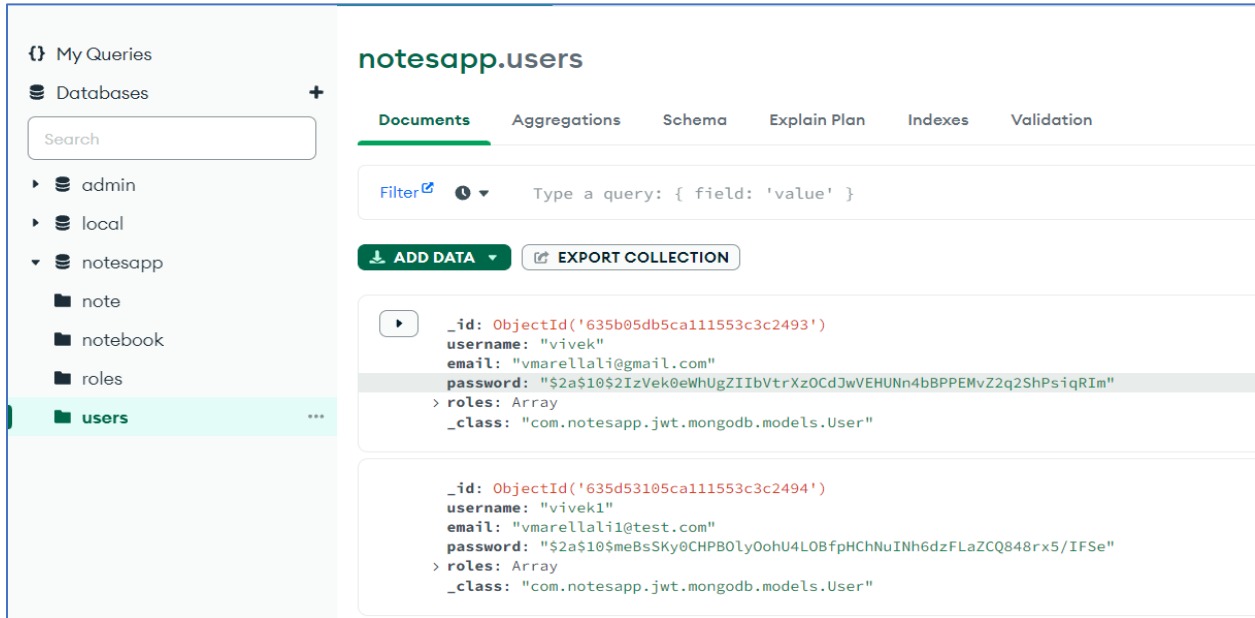 {} My Queries
Databases +
Search
admin
local
notesapp
note
notebook
roles
users ...
notesapp.users
Documents Aggregations Schema Explain Plan Indexes Validation
Filter Type a query: { field: 'value' }
ADD DATA EXPORT COLLECTION
_id: ObjectId('635b05db5ca111553c3c2493')
username: "vivek"
email: "vmarellali@gmail.com"
password: "$2a$10$2IzVek0eWhUgZIIbVtrXzOCdJwVEHUNn4bBPPEMvZ2q2ShPsiqRIm"
> roles: Array
_class: "com.notesapp.jwt.mongodb.models.User"
_id: ObjectId('635d53105ca111553c3c2494')
username: "vivek1"
email: "vmarellali1@test.com"
password: "$2a$10$meBsSKy0CHPBOlyOohU4LOBfpHChNuINh6dzFLaZCQ848rx5/IFSe"
> roles: Array
_class: "com.notesapp.jwt.mongodb.models.User"